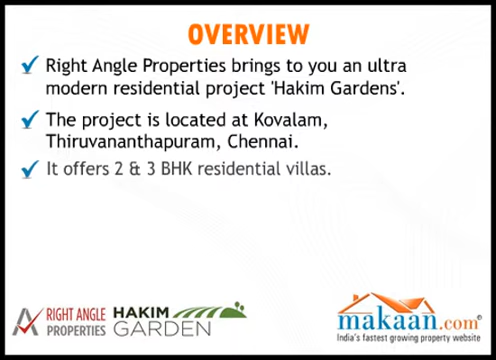 OVERVIEW
Right Angle Properties brings to you an ultra
modern residential project 'Hakim Gardens'.
The project is located at Kovalam,
Thiruvananthapuram, Chennai.
It offers 2 & 3 BHK residential villas.
RIGHT ANGLE
PROPERTIES
HAKIM
GARDEN
makaan.com
India's fastest growing property website